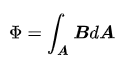 Φ = ∫_A B dA